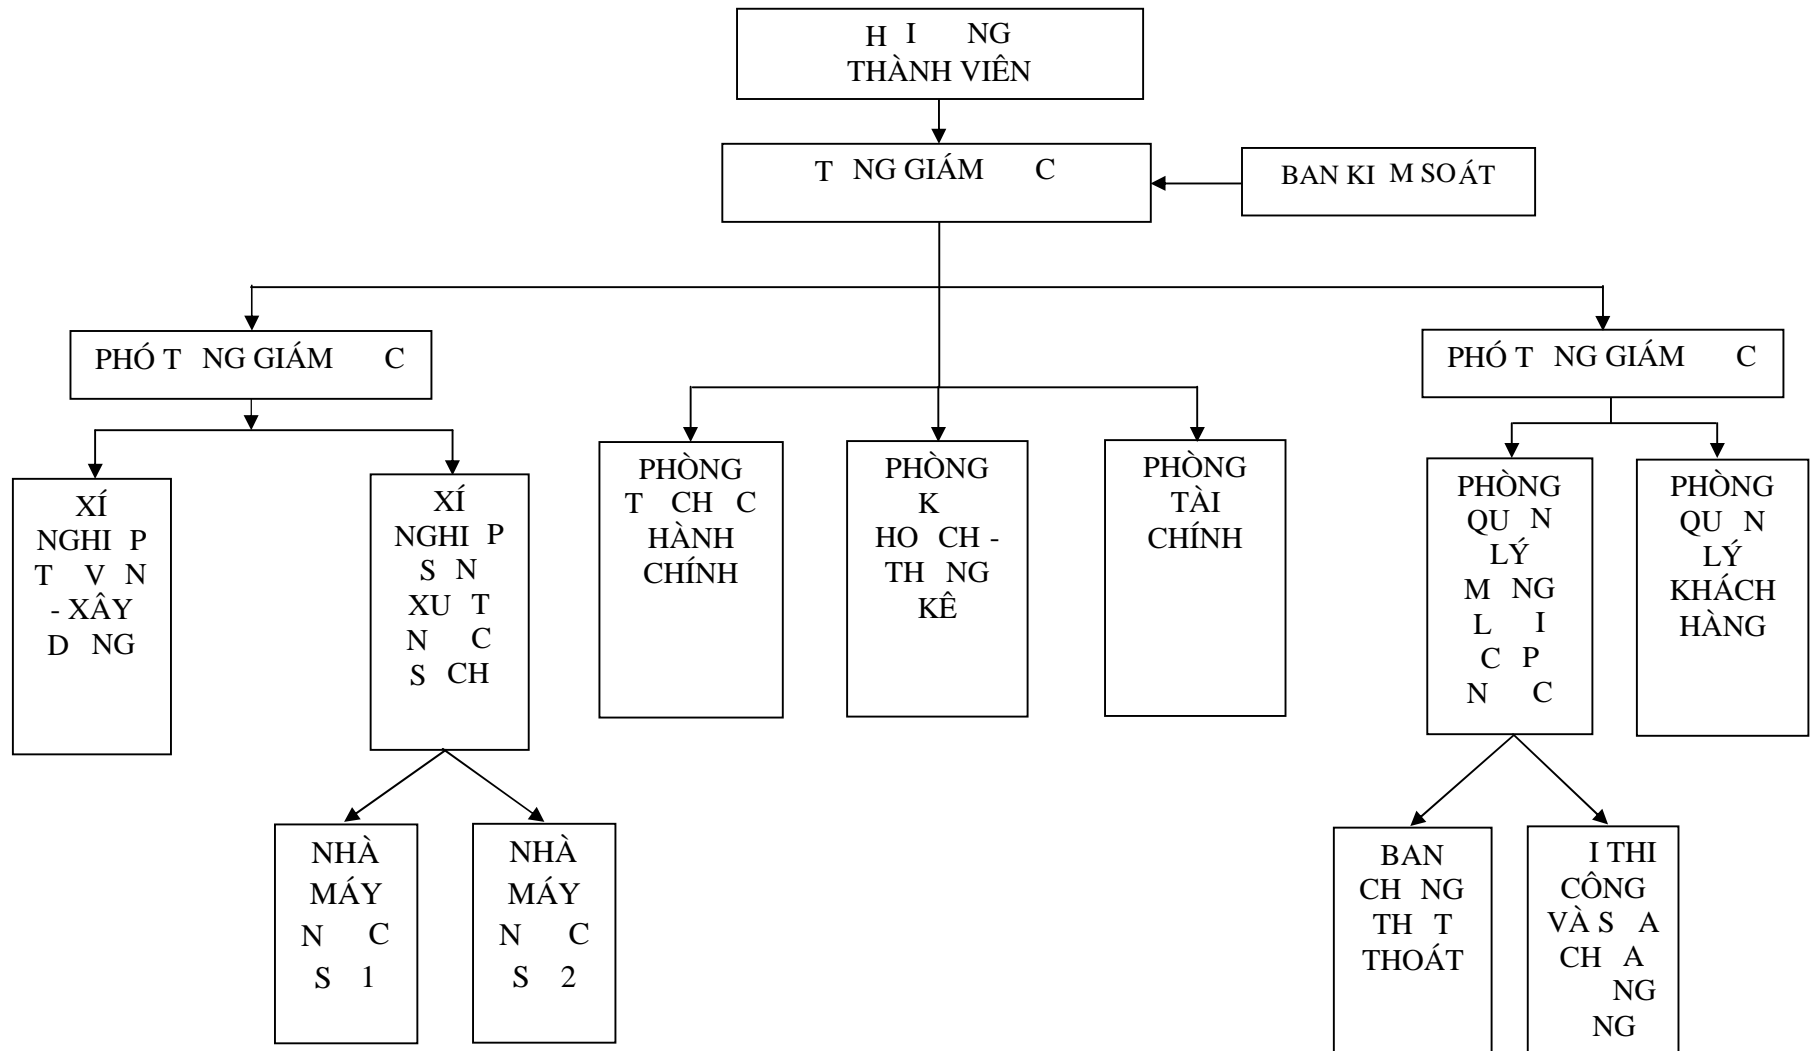 H I NG
THÀNH VIÊN
T NG GIÁM C
BAN KI M SOÁT
PHÓ T NG GIÁM C
PHÓ T NG GIÁM C
XÍ
NGHI P
T V N
- XÂY
D NG
XÍ
NGHI P
S N
XU T
N C
S CH
PHÒNG
T CH C
HÀNH
CHÍNH
PHÒNG
K
HO CH -
TH NG
KÊ
PHÒNG
TÀI
CHÍNH
PHÒNG
QU N
LÝ
M NG
L I
C P
N C
PHÒNG
QU N
LÝ
KHÁCH
HÀNG
NHÀ
MÁY
N C
S 1
NHÀ
MÁY
N C
S 2
BAN
CH NG
TH T
THOÁT
I THI
CÔNG
VÀ S A
CH A
NG
NG